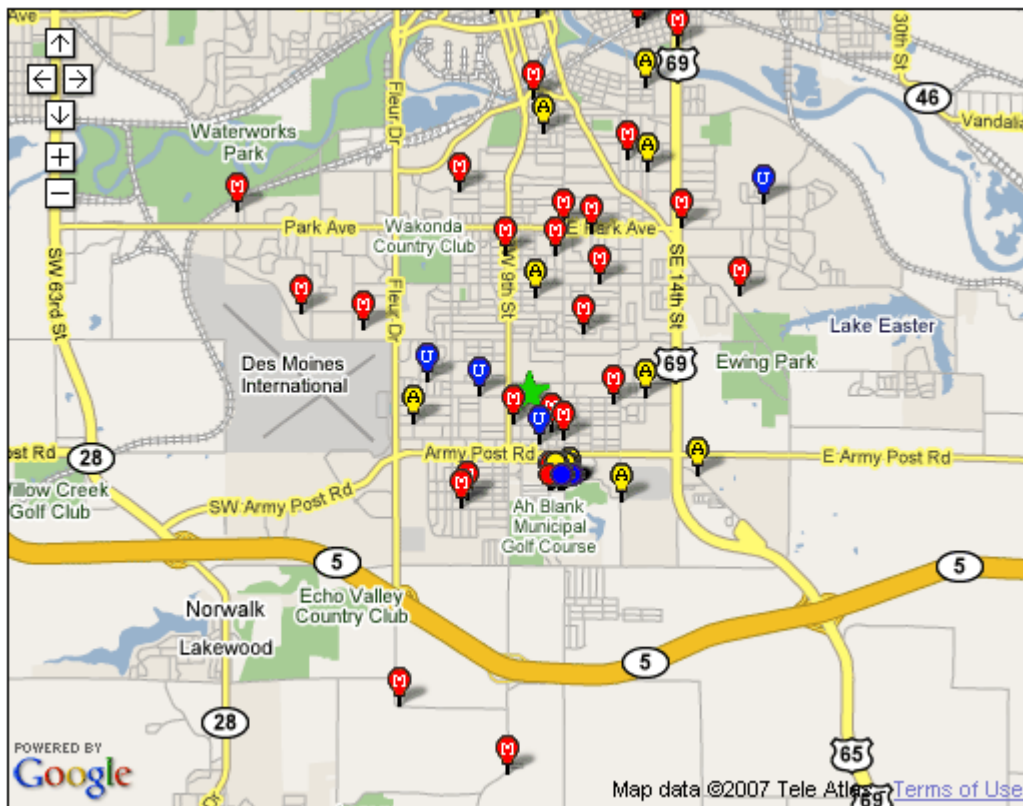 Ave
69
30th St
46
Vandalia
Waterworks
Park
Fleur Dr
M
M
M
A
A
M
A
M
M
U
M
M
M
Park Ave
Wakonda
Country Club
M
M
E Park Ave
SW 63rd St
Fleur Dr
W 9th St
SE 14th St
A
M
M
M
M
M
Lake Easter
Ewing Park
Des Moines
International
69
U
U
A
M
A
M
M
M
U
28
Army Post Rd
E Army Post Rd
ost Rd
A
A
M
M
SW Army Post Rd
Willow Creek
Golf Club
Ah Blank
Municipal
Golf Course
5
5
Echo Valley
Country Club
Norwalk
Lakewood
5
M
28
M
65
69
POWERED BY
Google
Map data ©2007 Tele Atlas
Terms of Use